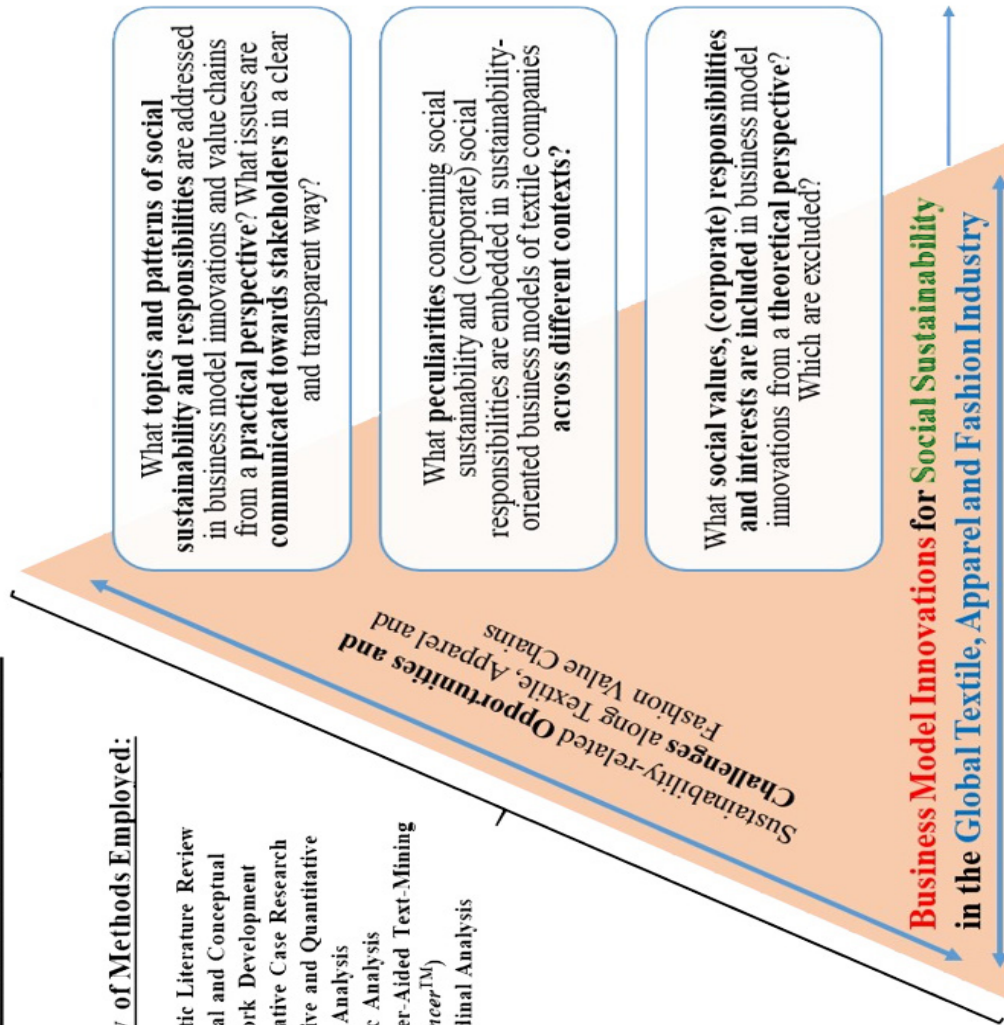 y of Methods Employed:
tic Literature Review
al and Conceptual
ork Development
ative Case Research
ive and Quantitative
Analysis
c Analysis
er-Aided Text-Mining
ncer™)
dinal Analysis
Sustainability-related Opportunities and
Challenges along Textile, Apparel and
Fashion Value Chains
What topics and patterns of social
sustainability and responsibilities are addressed
in business model innovations and value chains
from a practical perspective? What issues are
communicated towards stakeholders in a clear
and transparent way?
What peculiarities concerning social
sustainability and (corporate) social
responsibilities are embedded in sustainability-
oriented business models of textile companies
across different contexts?
What social values, (corporate) responsibilities
and interests are included in business model
innovations from a theoretical perspective?
Which are excluded?
Business Model Innovations for Social Sustainability
in the Global Textile, Apparel and Fashion Industry